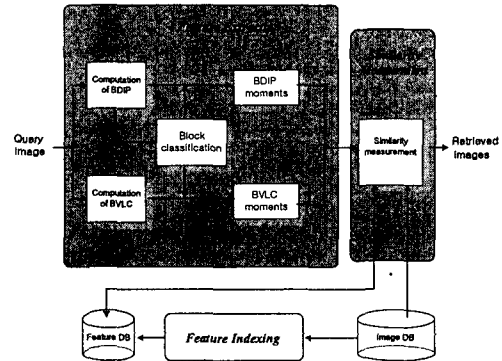 Computation
of BDIP
BDIP
moments
Query
image
Block
classification
Similarity
measurement
Retrieved
images
Computation
of BVLC
BVLC
moments
Feature DB
Feature Indexing
Image DB